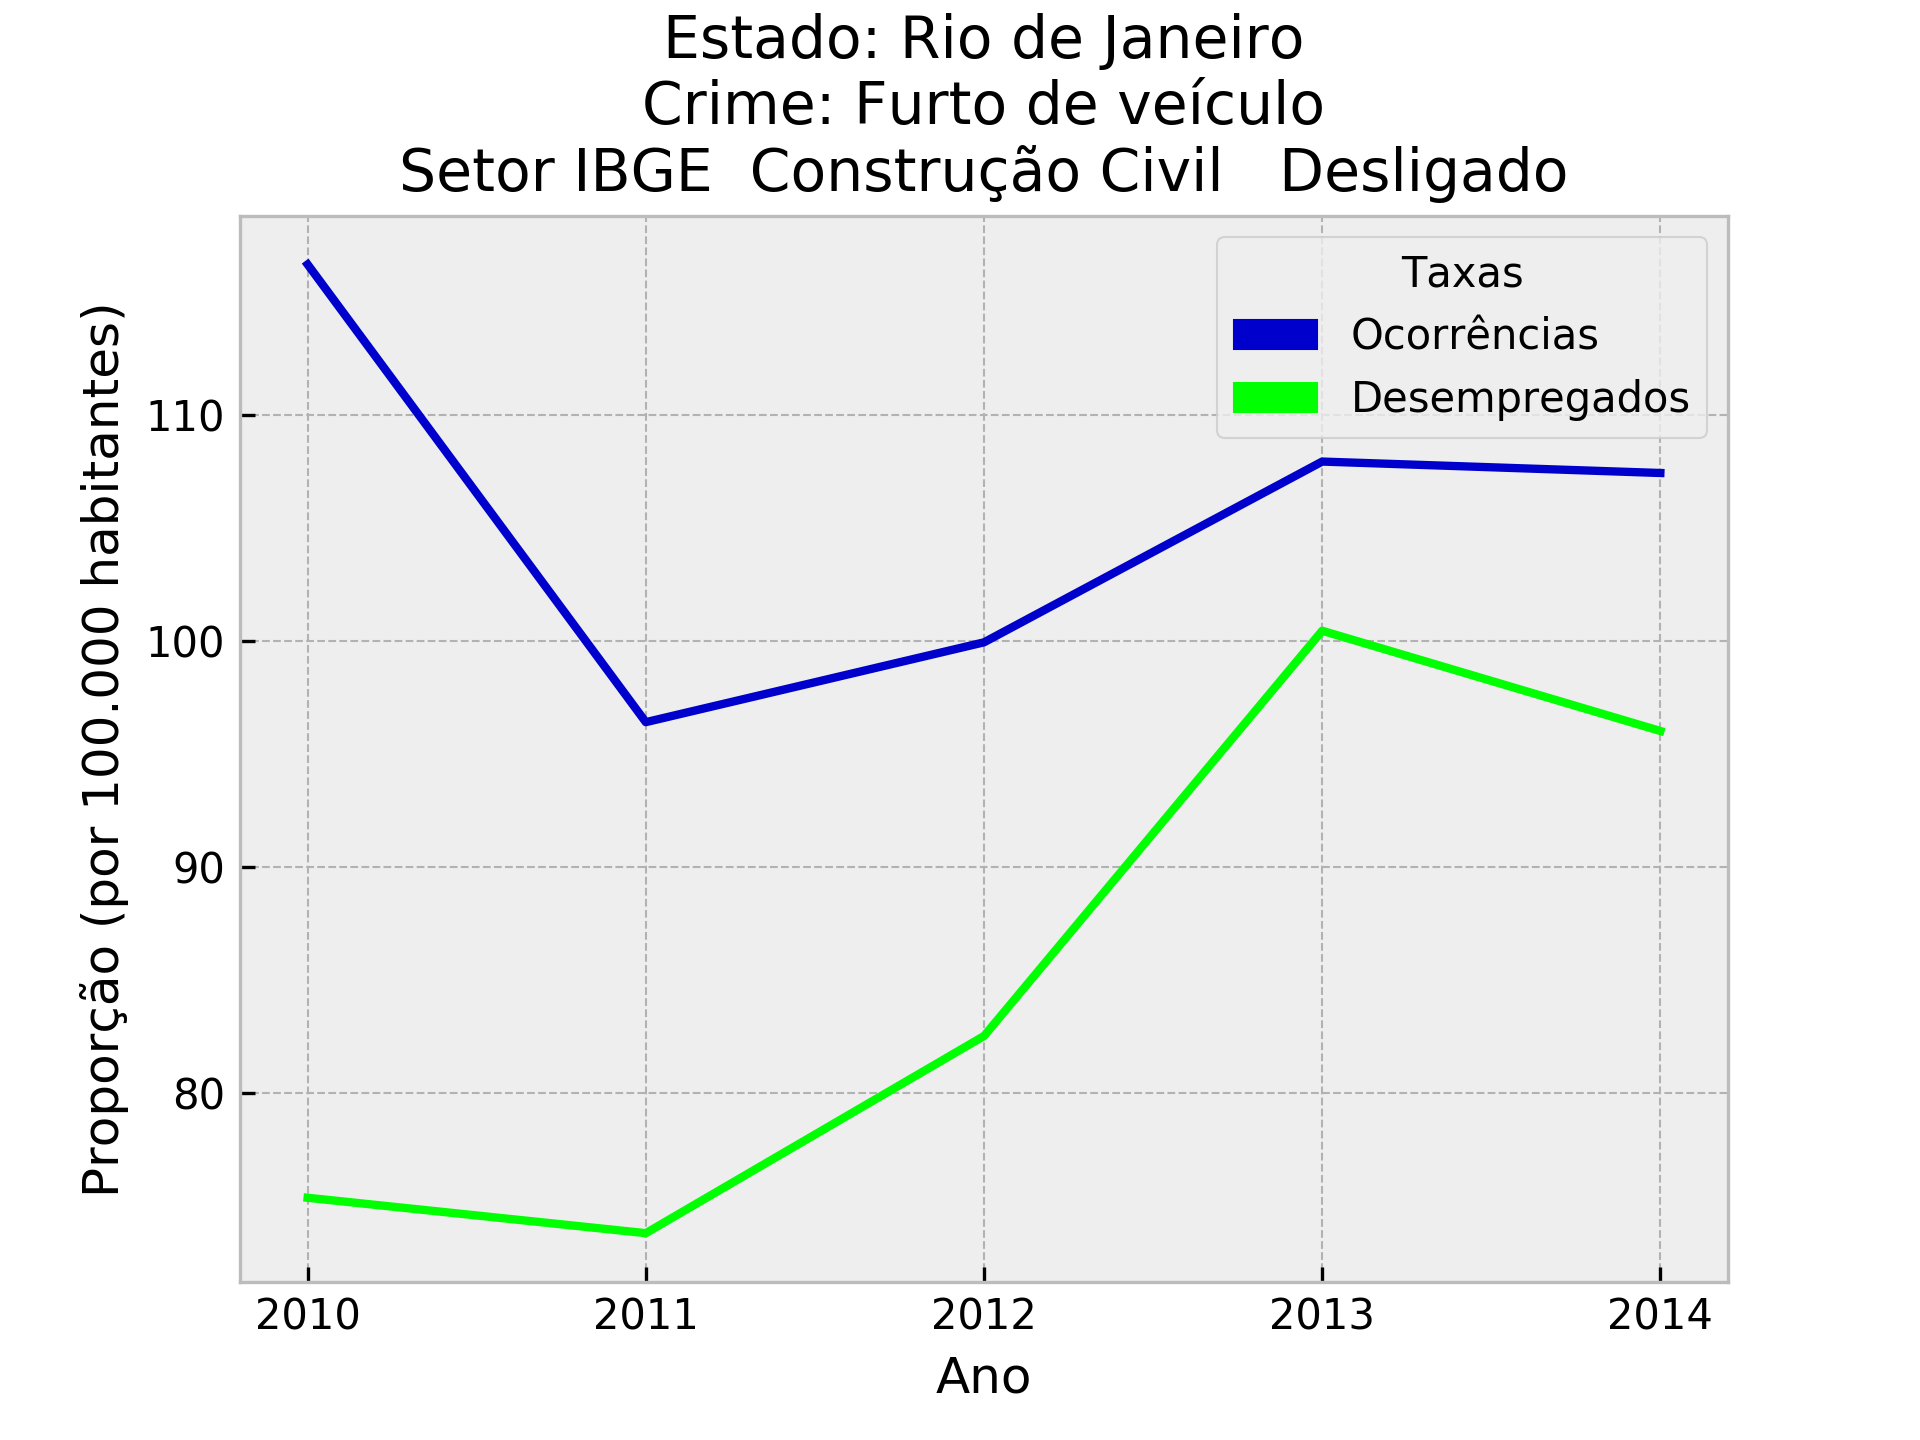 Estado: Rio de Janeiro
Crime: Furto de veículo
Setor IBGE  Construção Civil   Desligado
Taxas
Ocorrências
Desempregados
Proporção (por 100.000 habitantes)
110
100
90
80
2010 2011 2012 2013 2014
Ano